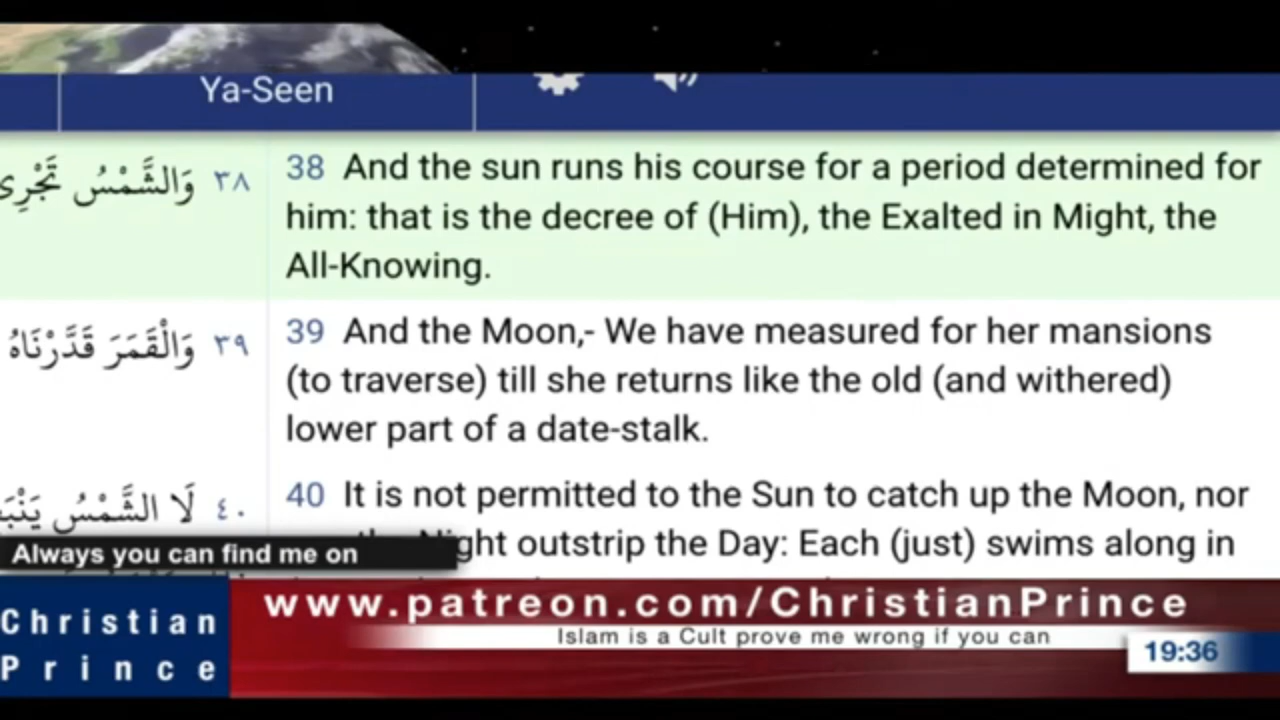 Ya-Seen
38 And the sun runs his course for a period determined for
him: that is the decree of (Him), the Exalted in Might, the
All-Knowing.
٣٨ وَالشَّمْسُ تَجْرِي
39 And the Moon,- We have measured for her mansions
(to traverse) till she returns like the old (and withered)
lower part of a date-stalk.
٣٩ وَالْقَمَرَ قَدَّرْنَاهُ
40 It is not permitted to the Sun to catch up the Moon, nor
outstrip the Day: Each (just) swims along in
٤٠ لَا الشَّمْسُ
Always you can find me on
www.patreon.com/ChristianPrince
Islam is a Cult prove me wrong if you can
Christian
Prince
19:36